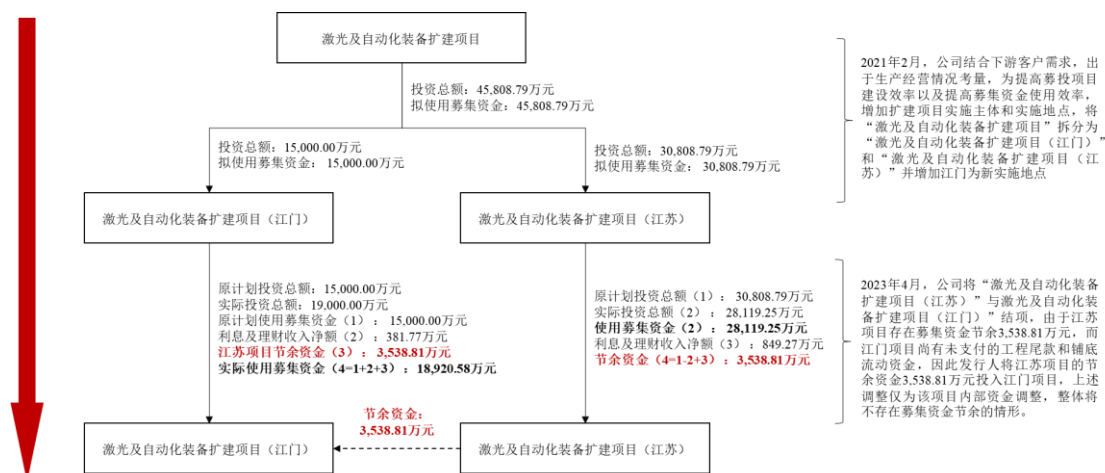 激光及自动化装备扩建项目
投资总额：45,808.79万元
拟使用募集资金：45,808.79万元
2021年2月，公司结合下游客户需求，出
于生产经营情况考量，为提高募投项目
建设效率以及提高募集资金使用效率，
增加扩建项目实施主体和实施地点，将
“激光及自动化装备扩建项目”拆分为
“激光及自动化装备扩建项目（江门）”
和“激光及自动化装备扩建项目（江
苏）”并增加江门为新实施地点
投资总额：15,000.00万元
拟使用募集资金： 15,000.00万元
投资总额：30,808.79万元
拟使用募集资金： 30,808.79万元
激光及自动化装备扩建项目（江门）
激光及自动化装备扩建项目（江苏）
原计划投资总额：15,000.00万元
实际投资总额：19,000.00万元
原计划使用募集资金（1）： 15,000.00万元
利息及理财收入净额（2）： 381.77万元
江苏项目节余资金（3）： 3,538.81万元
实际使用募集资金（4=1+2+3）：18,920.58万元
原计划投资总额（1）：30,808.79万元
实际投资总额（2）：28,119.25万元
使用募集资金（2）： 28,119.25万元
利息及理财收入净额（3）：849.27万元
节余资金（4=1-2+3）： 3,538.81万元
2023年4月，公司将“激光及自动化装备
扩建项目（江苏）”与激光及自动化装
备扩建项目（江门）”结项，由于江苏
项目存在募集资金节余3,538.81万元，而
江门项目尚有未支付的工程尾款和铺底
流动资金，因此发行人将江苏项目的节
余资金3,538.81万元投入江门项目，上述
调整仅为该项目内部资金调整，整体将
不存在募集资金节余的情形。
节余资金：
3,538.81万元
激光及自动化装备扩建项目（江门）
激光及自动化装备扩建项目（江苏）